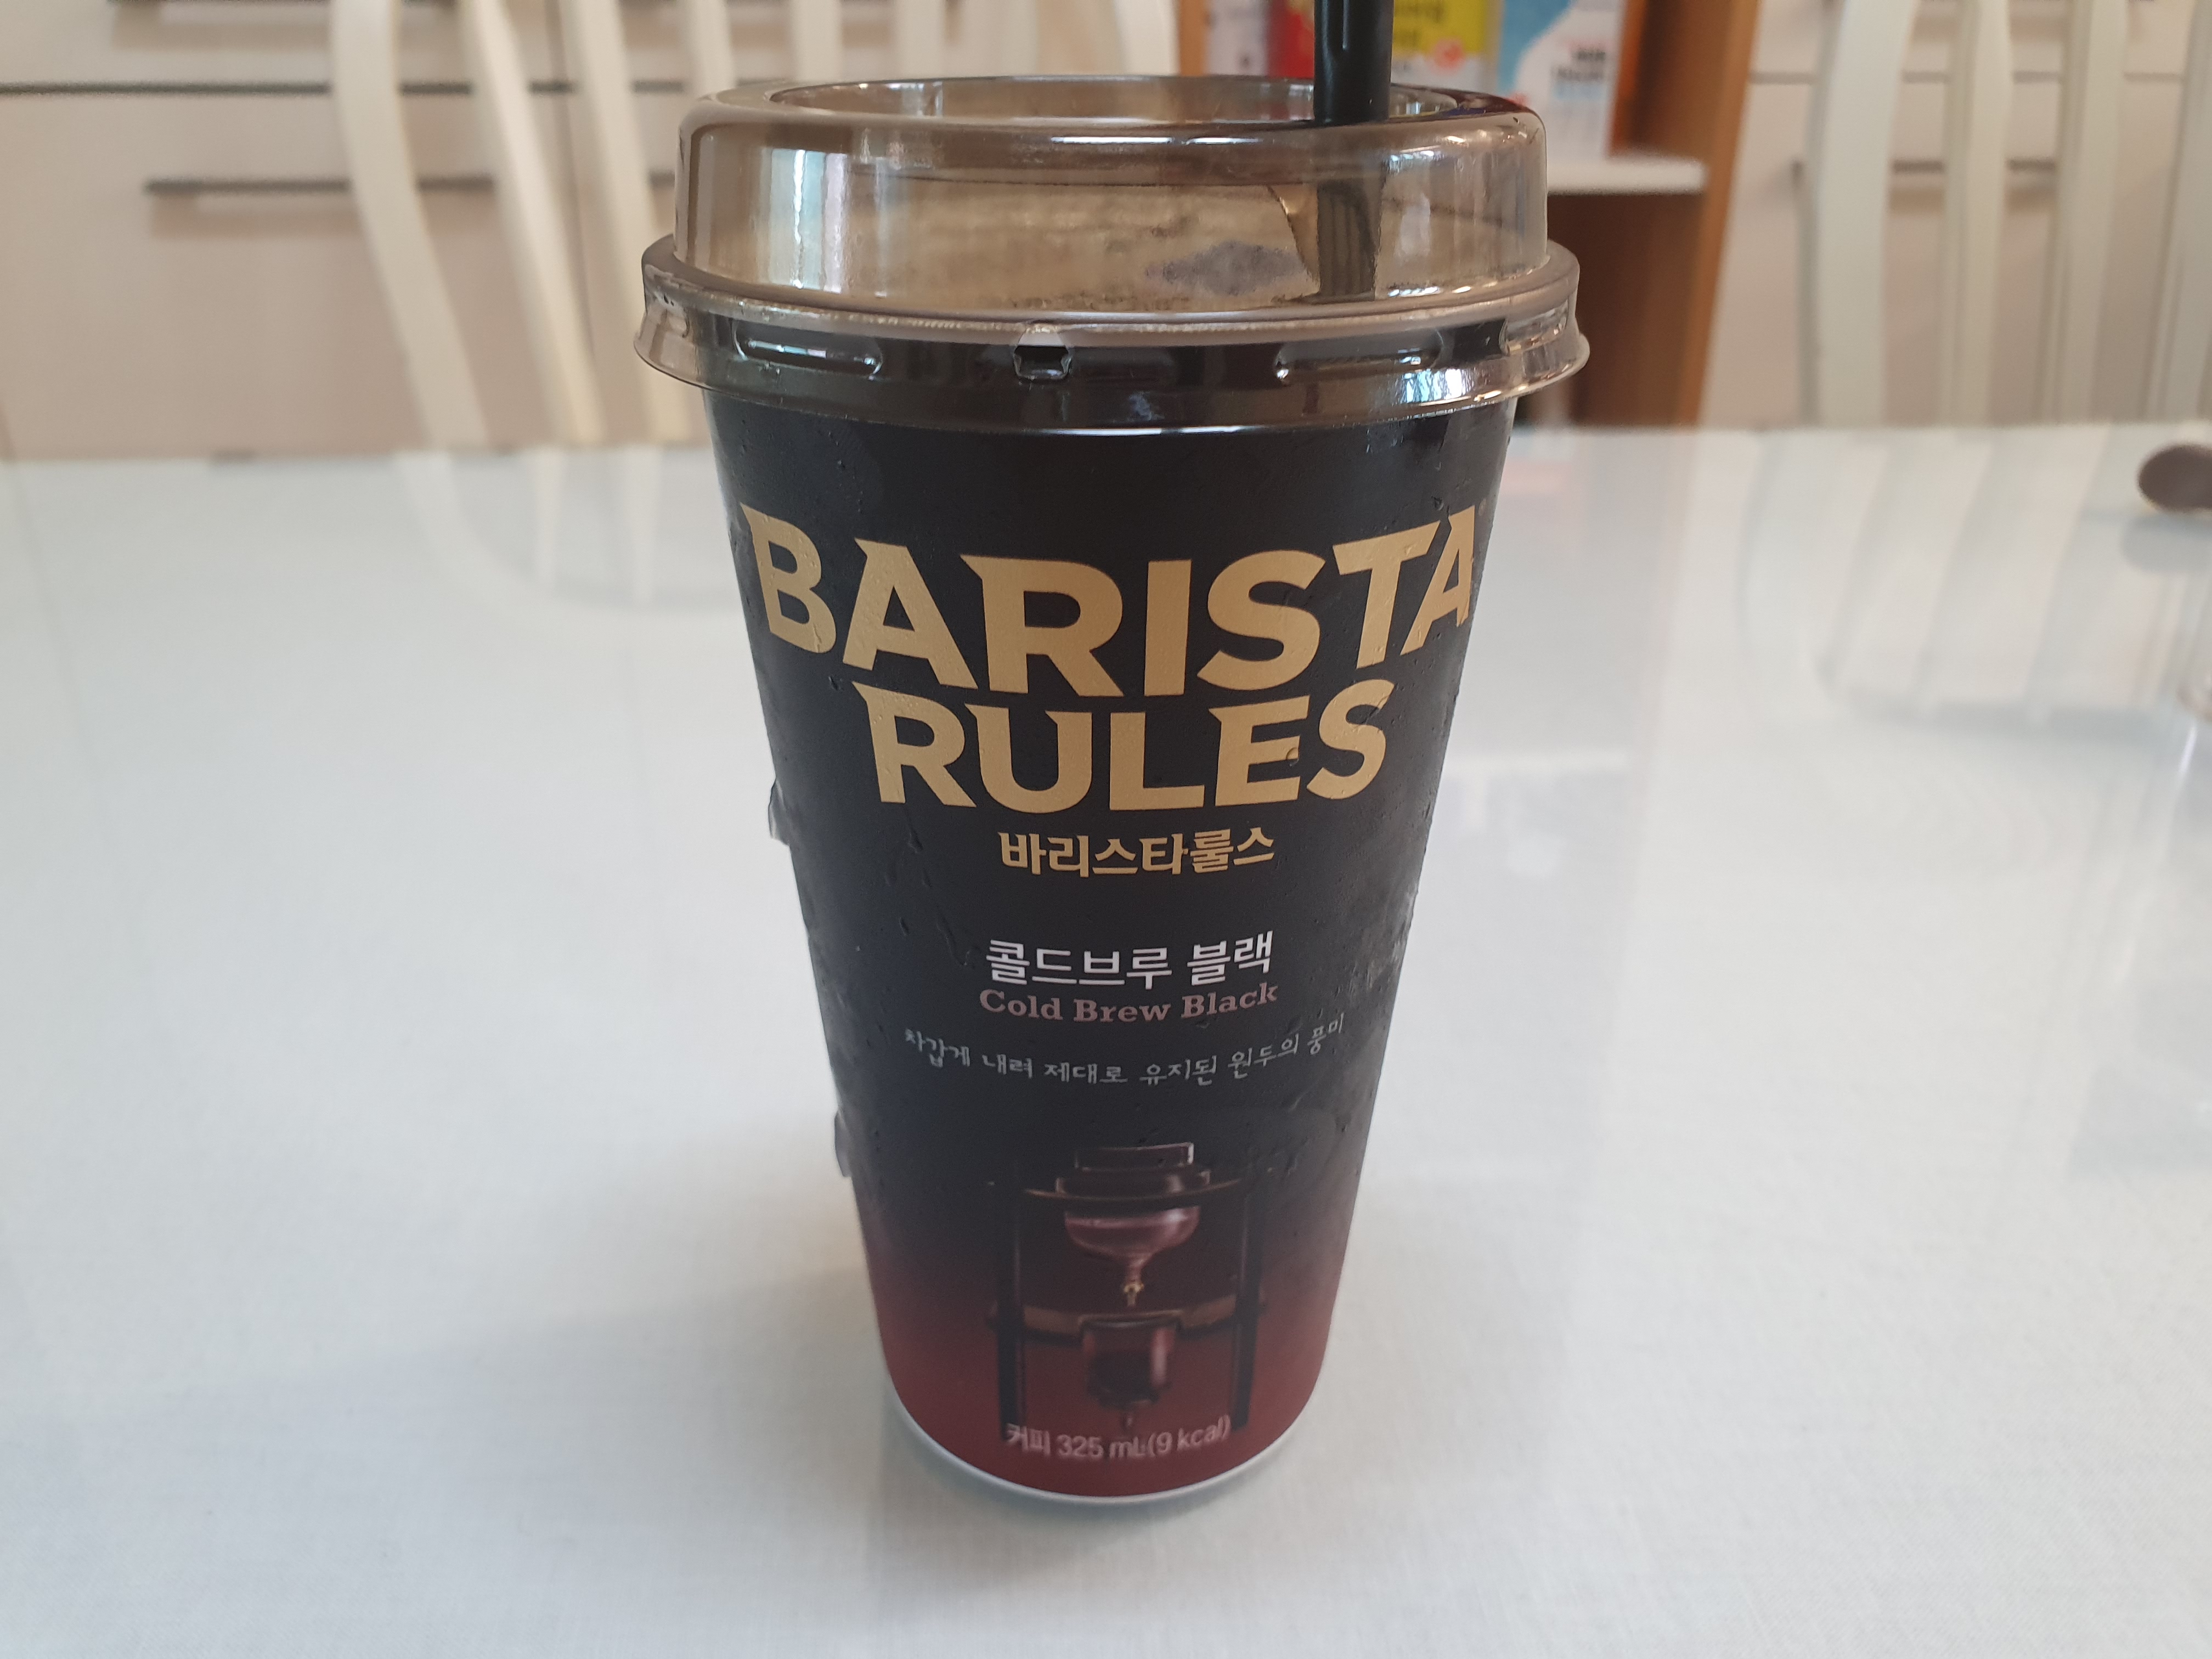 BARISTA
RULES
바리스타룰스
콜드브루 블랙
Cold Brew Black
차갑게 내려 제대로 유지된 원두의 풍미
커피 325 mL(9 kcal)